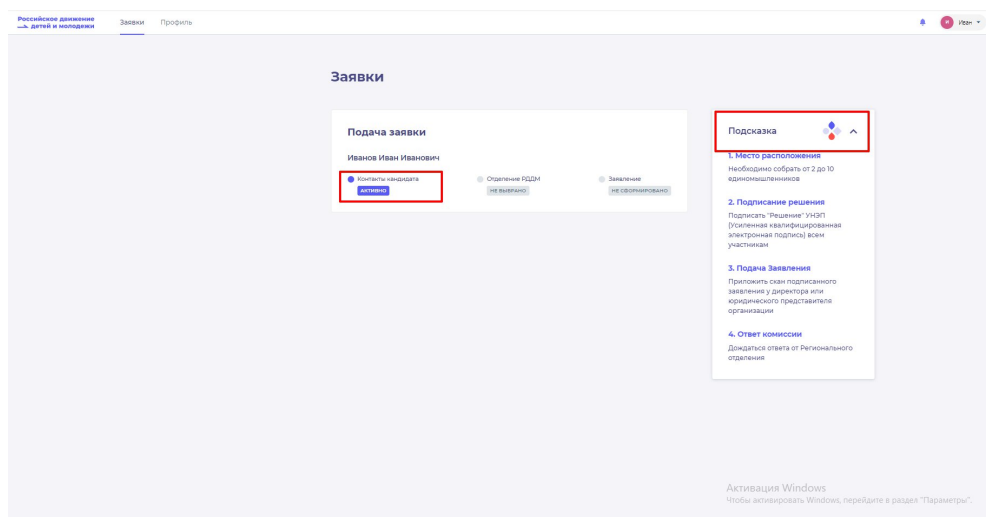 Российское движение
детей и молодежи
Заявки
Профиль
И
Иван
Заявки
Подача заявки
Иванов Иван Иванович
Контакты кандидата
АКТИВНО
Отделение РДДМ
НЕ ВЫБРАНО
Заявление
НЕ СФОРМИРОВАНО
Подсказка
1. Место расположения
Необходимо собрать от 2 до 10
единомышленников
2. Подписание решения
Подписать "Решение" УНЭП
(Усиленная квалифицированная
электронная подпись) всем
участникам
3. Подача Заявления
Приложить скан подписанного
заявления у директора или
юридического представителя
организации
4. Ответ комиссии
Дождаться ответа от Регионального
отделения
Активация Windows
Чтобы активировать Windows, перейдите в раздел "Параметры".